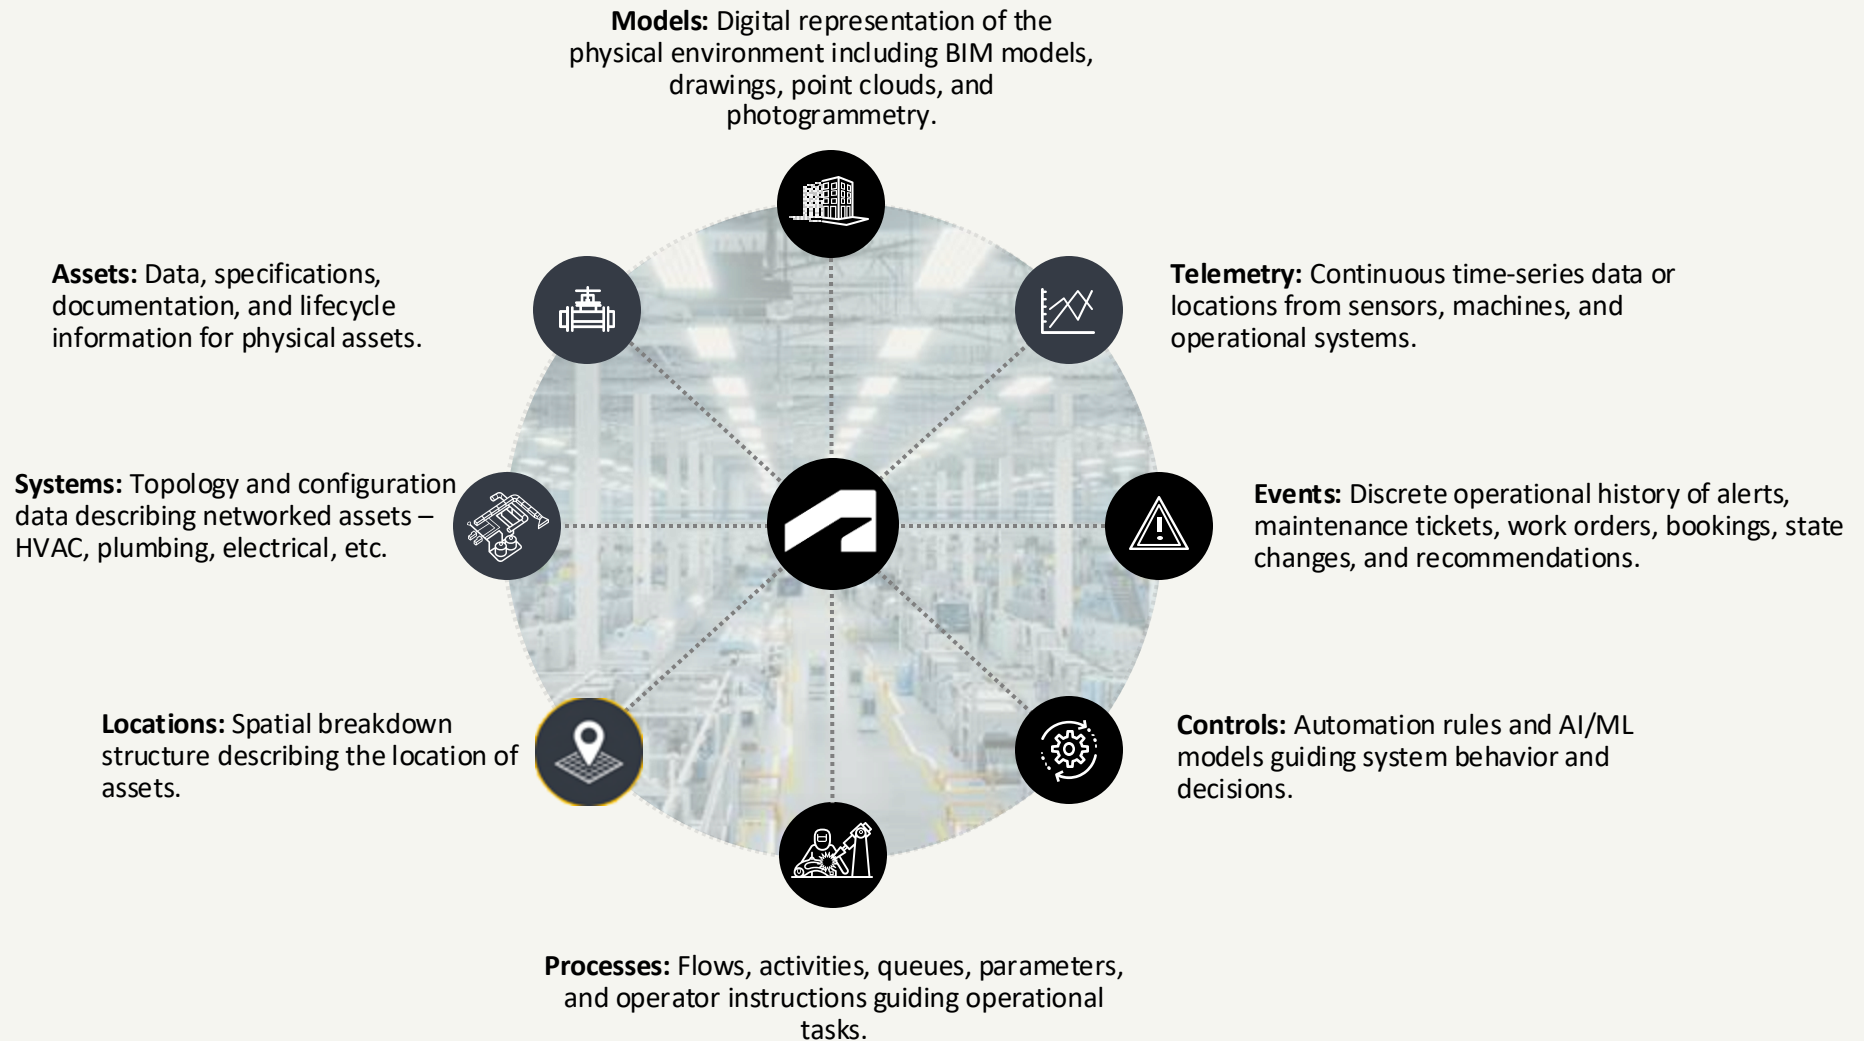 Models: Digital representation of the
physical environment including BIM models,
drawings, point clouds, and
photogrammetry.
Assets: Data, specifications,
documentation, and lifecycle
information for physical assets.
Telemetry: Continuous time-series data or
locations from sensors, machines, and
operational systems.
Systems: Topology and configuration
data describing networked assets –
HVAC, plumbing, electrical, etc.
Events: Discrete operational history of alerts,
maintenance tickets, work orders, bookings, state
changes, and recommendations.
Locations: Spatial breakdown
structure describing the location of
assets.
Controls: Automation rules and AI/ML
models guiding system behavior and
decisions.
Processes: Flows, activities, queues, parameters,
and operator instructions guiding operational
tasks.